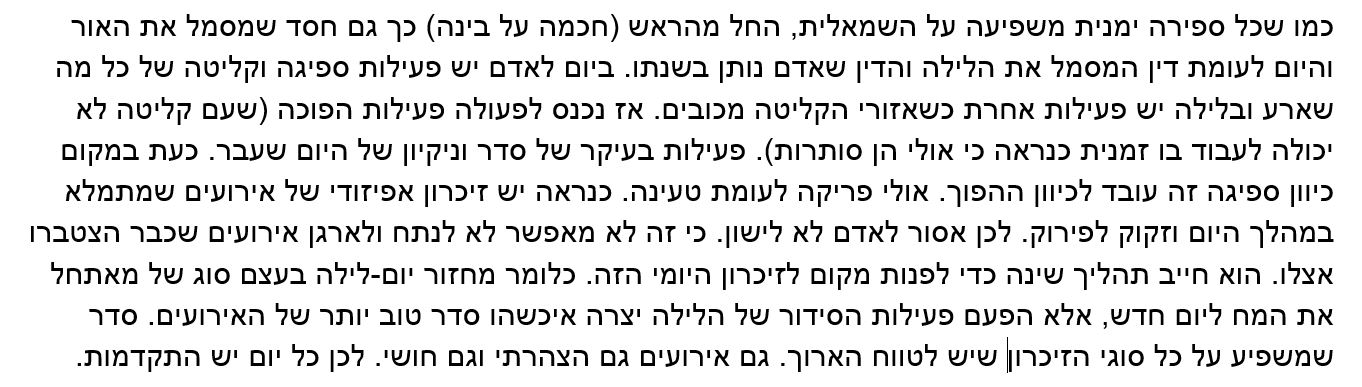 כמו שכל ספירה ימנית משפיעה על השמאלית, החל מהראש (חכמה על בינה) כך גם חסד שמסמל את האור
והיום לעומת דין המסמל את הלילה והדין שאדם נותן בשנתו. ביום לאדם יש פעילות ספיגה וקליטה של כל מה
שארע ובלילה יש פעילות אחרת כשאזורי הקליטה מכובים. אז נכנס לפעולה פעילות הפוכה (שעם קליטה לא
יכולה לעבוד בו זמנית כנראה כי אולי הן סותרות). פעילות בעיקר של סדר וניקיון של היום שעבר. כעת במקום
כיוון ספיגה זה עובד לכיוון ההפוך. אולי פריקה לעומת טעינה. כנראה יש זיכרון אפיזודי של אירועים שמתמלא
במהלך היום וזקוק לפירוק. לכן אסור לאדם לא לישון. כי זה לא מאפשר לא לנתח ולארגן אירועים שכבר הצטברו
אצלו. הוא חייב תהליך שינה כדי לפנות מקום לזיכרון היומי הזה. כלומר מחזור יום-לילה בעצם סוג של מאתחל
את המח ליום חדש, אלא הפעם פעילות הסידור של הלילה יצרה איכשהו סדר טוב יותר של האירועים. סדר
שמשפיע על כל סוגי הזיכרון שיש לטווח הארוך. גם אירועים גם הצהרתי וגם חושי. לכן כל יום יש התקדמות.